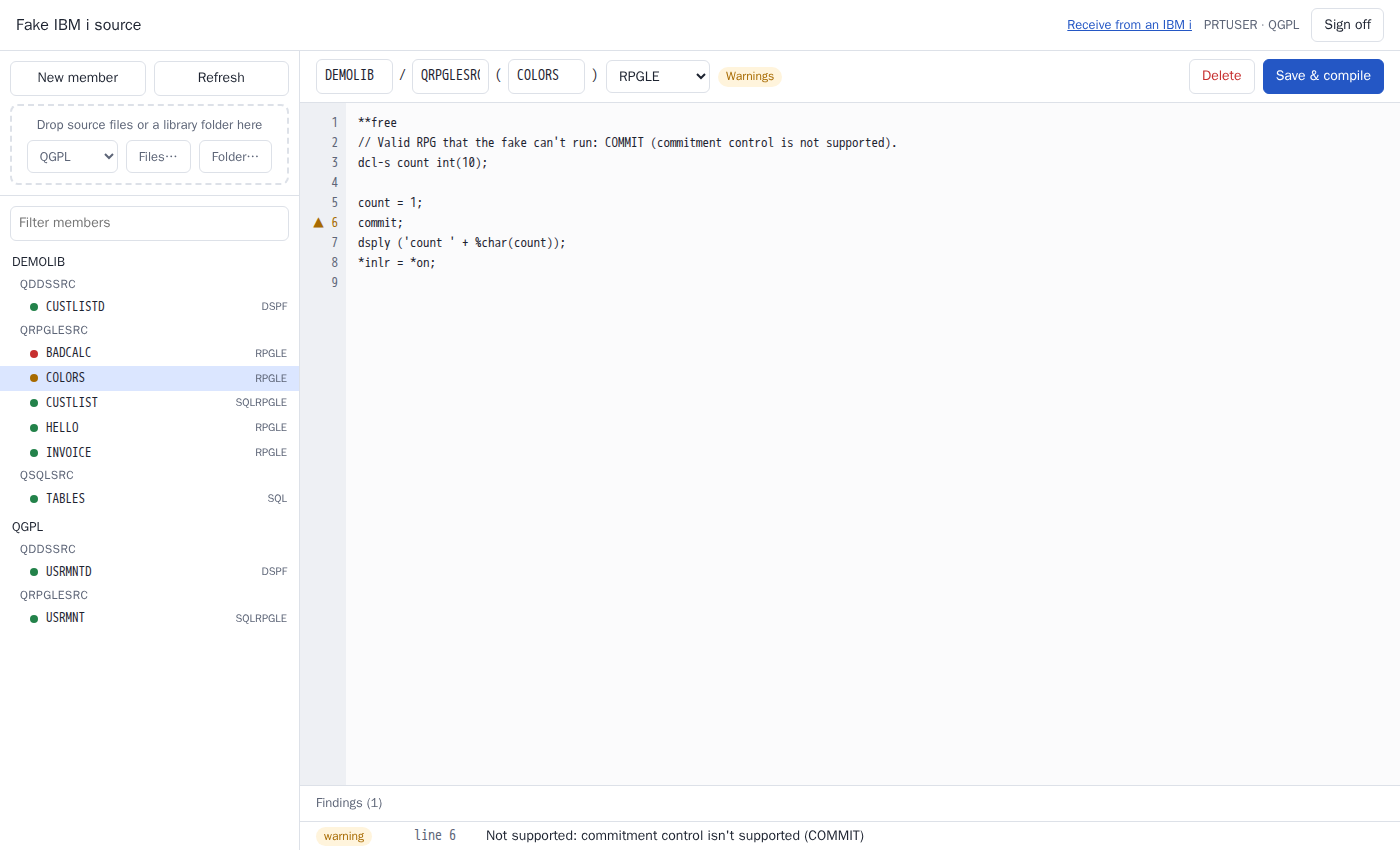 Fake IBM i source
Receive from an IBM i PRTUSER · QGPL Sign off
New member Refresh
Drop source files or a library folder here
QGPL Files··· Folder···
Filter members
DEMOLIB
QDDSSRC
CUSTLISTD DSPF
QRPGLESRC
BADCALC RPGLE
COLORS RPGLE
CUSTLIST SQLRPGLE
HELLO RPGLE
INVOICE RPGLE
QSQLSRC
TABLES SQL
QGPL
QDDSSRC
USRMNTD DSPF
QRPGLESRC
USRMNT SQLRPGLE
DEMOLIB / QRPGLESRC ( COLORS ) RPGLE Warnings Delete Save & compile
1 **free
2 // Valid RPG that the fake can't run: COMMIT (commitment control is not supported).
3 dcl-s count int(10);
4
5 count = 1;
6 commit;
7 dsply ('count ' + %char(count));
8 *inlr = *on;
9
Findings (1)
warning line 6 Not supported: commitment control isn't supported (COMMIT)